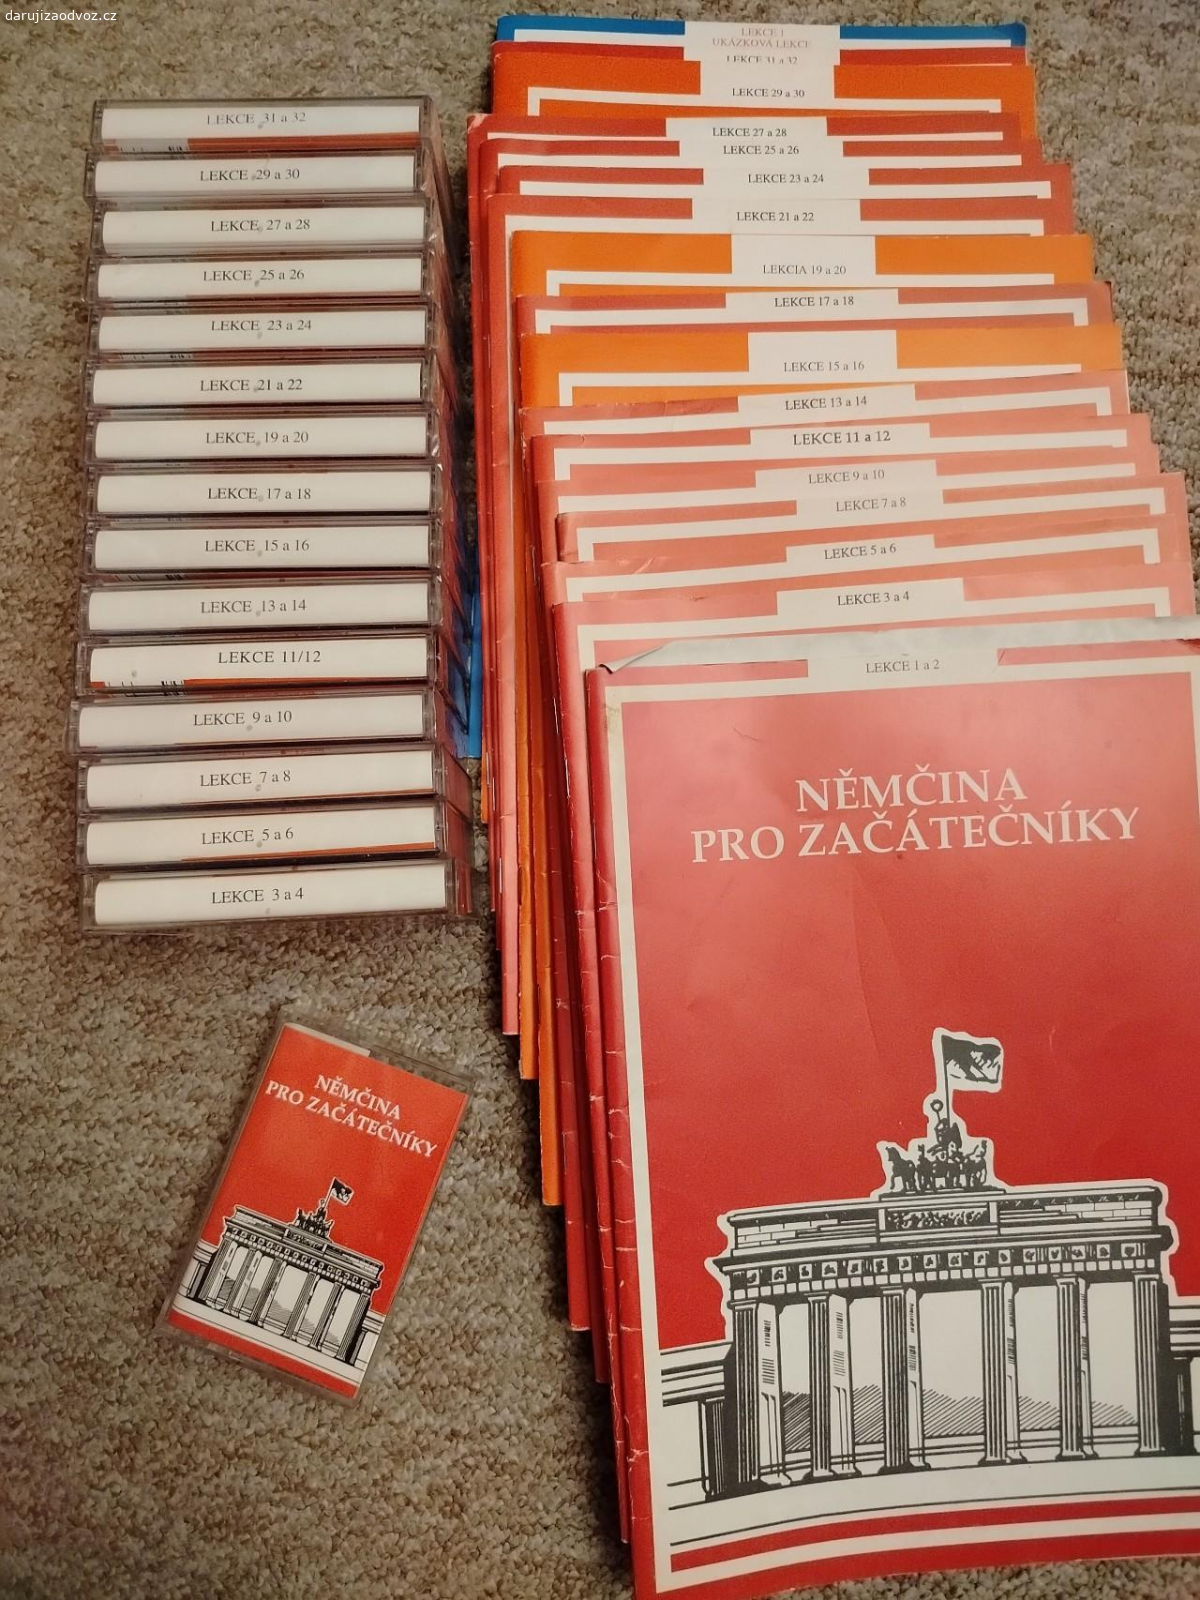 darujizaodvoz.cz
LEKCE 31 a 32
LEKCE 29 a 30
LEKCE 27 a 28
LEKCE 25 a 26
LEKCE 23 a 24
LEKCE 21 a 22
LEKCE 19 a 20
LEKCE 17 a 18
LEKCE 15 a 16
LEKCE 13 a 14
LEKCE 11/12
LEKCE 9 a 10
LEKCE 7 a 8
LEKCE 5 a 6
LEKCE 3 a 4
NĚMČINA
PRO ZAČÁTEČNÍKY
LEKCE 1
UKÁZKOVÁ LEKCE
LEKCE 31 a 32
LEKCE 29 a 30
LEKCE 27 a 28
LEKCE 25 a 26
LEKCE 23 a 24
LEKCE 21 a 22
LEKCIA 19 a 20
LEKCE 17 a 18
LEKCE 15 a 16
LEKCE 13 a 14
LEKCE 11 a 12
LEKCE 9 a 10
LEKCE 7 a 8
LEKCE 5 a 6
LEKCE 3 a 4
LEKCE 1 a 2
NĚMČINA
PRO ZAČÁTEČNÍKY